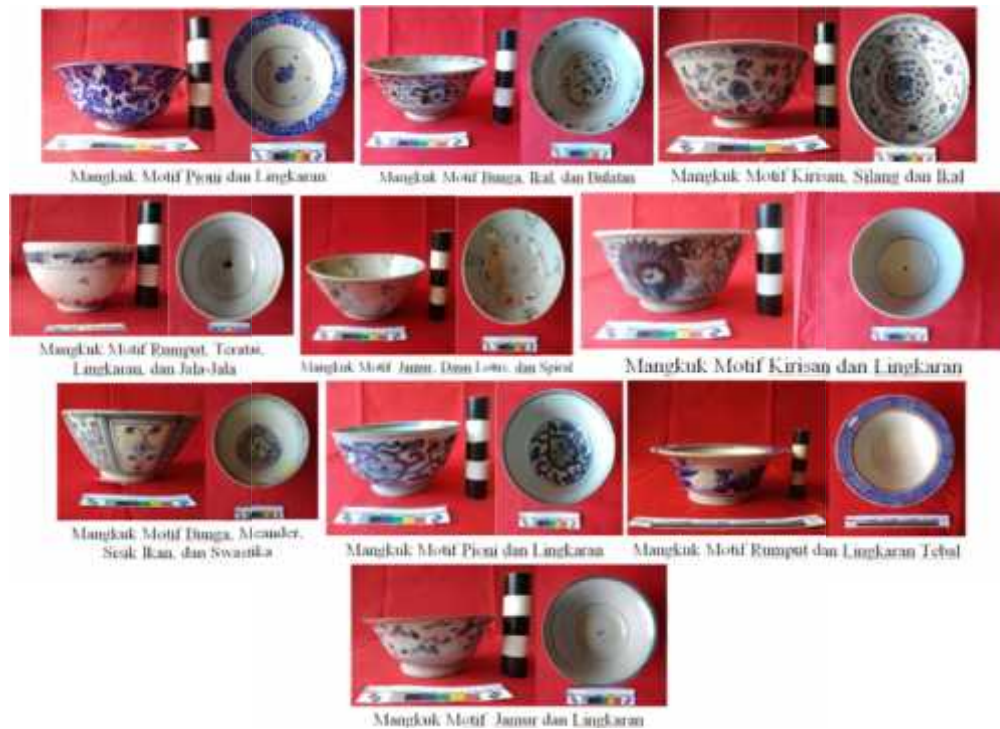 Mangkuk Motif Pioni dan Lingkaran
Mangkuk Motif Bunga, Ikal, dan Bulatan
Mangkuk Motif Kirisan, Silang dan Ikal
Mangkuk Motif Rumput, Teratai,
Lingkaran, dan Jala-Jala
Mangkuk Motif Jamur, Daun Lotus, dan Spiral
Mangkuk Motif Kirisan dan Lingkaran
Mangkuk Motif Bunga, Meander,
Sisik Ikan, dan Swastika
Mangkuk Motif Pioni dan Lingkaran
Mangkuk Motif Rumput dan Lingkaran Tebal
Mangkuk Motif Jamur dan Lingkaran